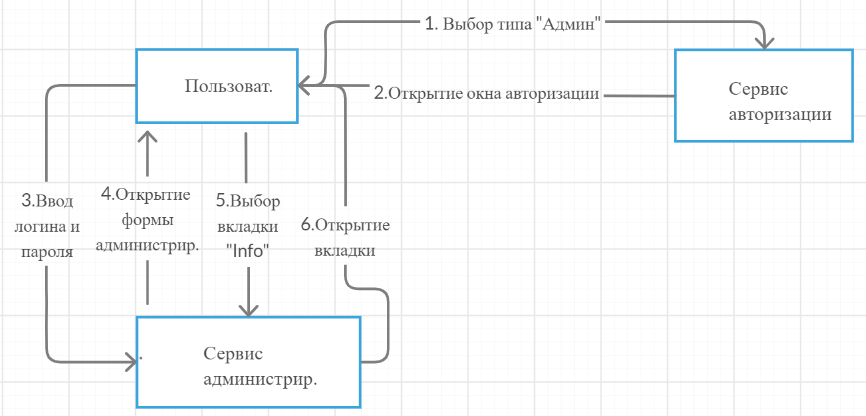 1. Выбор типа "Админ"
Пользоват.
2.Открытие окна авторизации
Сервис
авторизации
3.Ввод
логина и
пароля
4.Открытие
формы
администрир.
5.Выбор
вкладки
"Info"
6.Открытие
вкладки
Сервис
администрир.